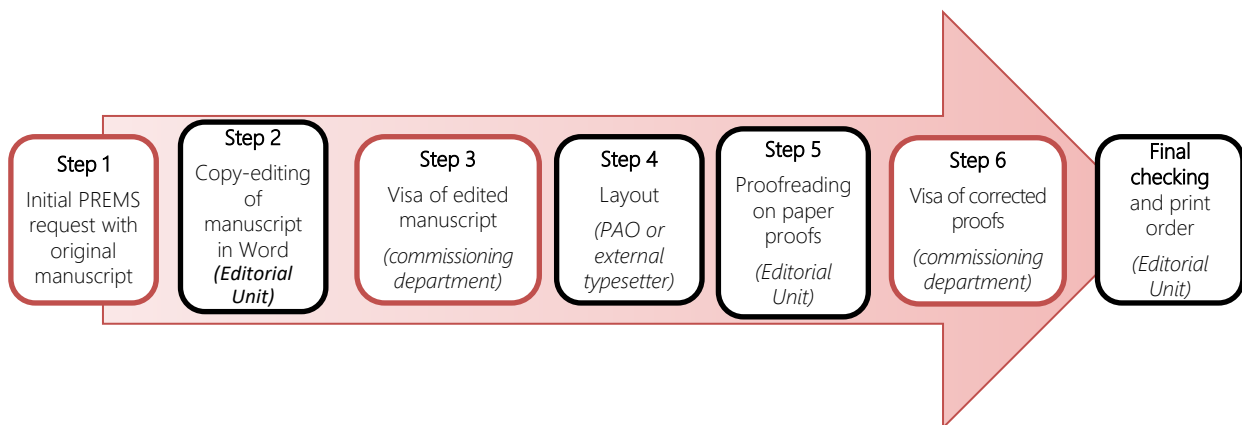 Step 1
Initial PREMS
request with
original
manuscript
Step 2
Copy-editing
of
manuscript
in Word
(Editorial
Unit)
Step 3
Visa of edited
manuscript
(commissioning
department)
Step 4
Layout
(PAO or
external
typesetter)
Step 5
Proofreading
on paper
proofs
(Editorial
Unit)
Step 6
Visa of corrected
proofs
(commissioning
department)
Final
checking
and print
order
(Editorial
Unit)